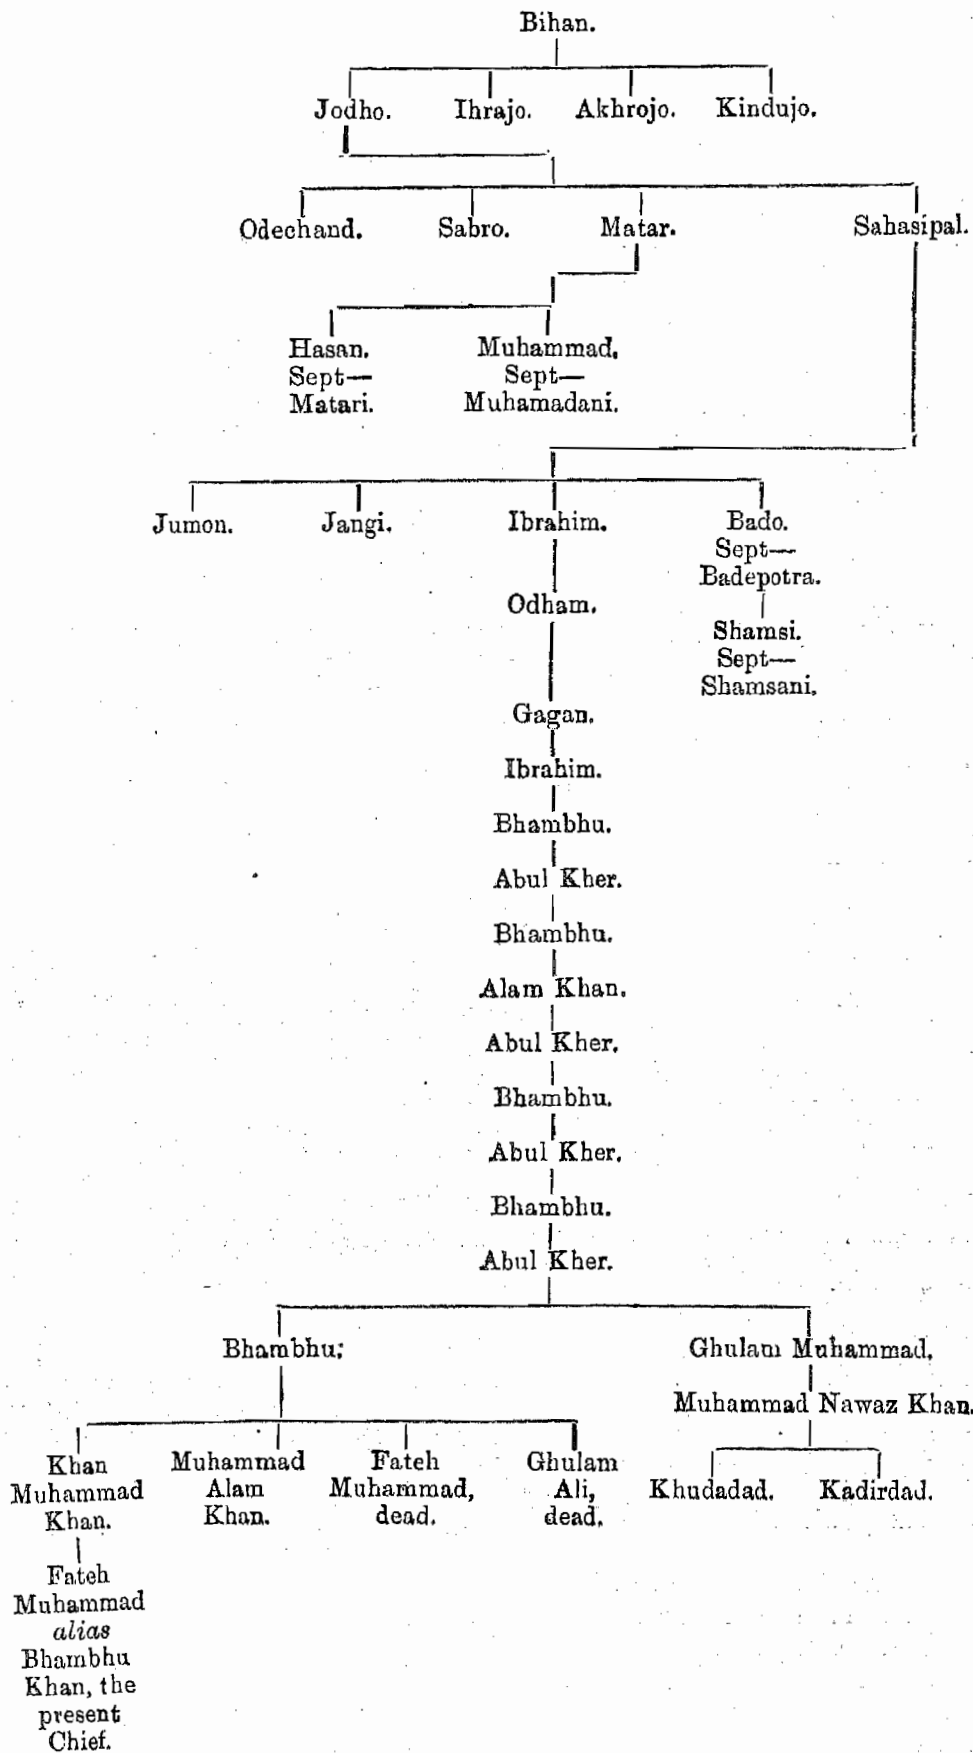 Bihan.
Jodho. Ihrajo. Akhrojo. Kindujo.
Odechand. Sabro. Matar. Sahasipal.
Hasan. Muhammad.
Sept— Sept—
Matari. Muhamadani.
Jumon. Jangi. Ibrahim. Bado.
Sept—
Badepotra.
Odham.
Shamsi.
Sept—
Shamsani.
Gagan.
Ibrahim.
Bhambhu.
Abul Kher.
Bhambhu.
Alam Khan.
Abul Kher.
Bhambhu.
Abul Kher.
Bhambhu.
Abul Kher.
Bhambhu; Ghulam Muhammad.
Muhammad Nawaz Khan.
Khan
Muhammad
Khan.
Muhammad
Alam
Khan.
Fateh
Muhammad,
dead.
Ghulam
Ali,
dead.
Khudadad. Kadirdad.
Fateh
Muhammad
alias
Bhambhu
Khan, the
present
Chief.